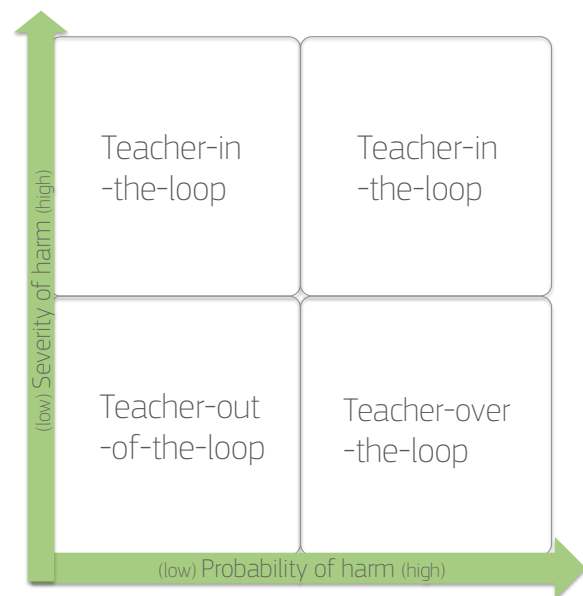 Teacher-in
-the-loop
Teacher-in
-the-loop
(low) Severity of harm (high)
Teacher-out
-of-the-loop
Teacher-over
-the-loop
(low) Probability of harm (high)